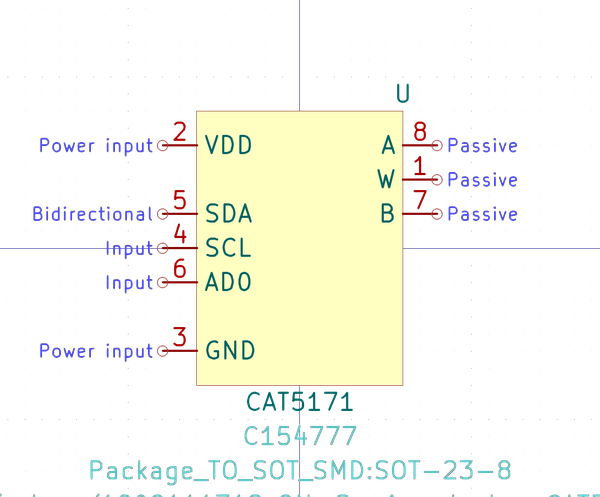 U
Power input 2 VDD A 8 Passive
W 1 Passive
Bidirectional 5 SDA B 7 Passive
Input 4 SCL
Input 6 AD0
Power input 3 GND
CAT5171
C154777
Package_TO_SOT_SMD:SOT-23-8